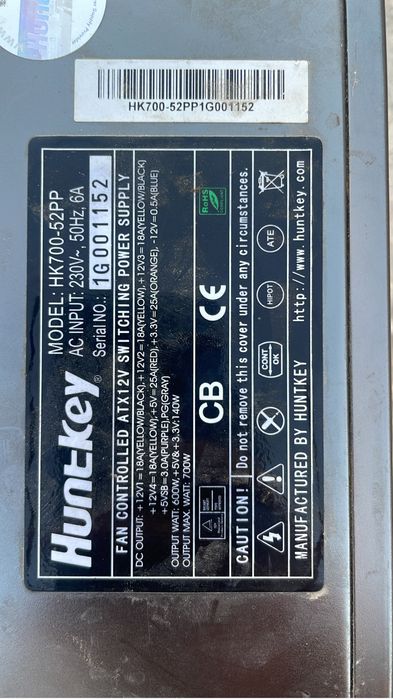 HK700-52PP1G001152
Huntkey®
MODEL: HK700-52PP
AC INPUT: 230V~, 50Hz, 6A
Serial NO.: 1G001152
FAN CONTROLLED ATX12V SWITCHING POWER SUPPLY
DC OUTPUT: +12V1=18A(YELLOW/BLACK),+12V2=18A(YELLOW),+12V3=18A(YELLOW/BLACK)
+12V4=18A(YELLOW),+5V=25A(RED),+3.3V=25A(ORANGE),-12V=0.5A(BLUE)
+5VSB=3.0A(PURPLE),PG(GRAY)
OUTPUT WATT: 600W,+5V&+3.3V:140W
OUTPUT MAX WATT: 700W
CB CE RoHS
CAUTION! Do not remove this cover under any circumstances.
CONT OK HIPOT ATE
MANUFACTURED BY HUNTKEY http://www.huntkey.com